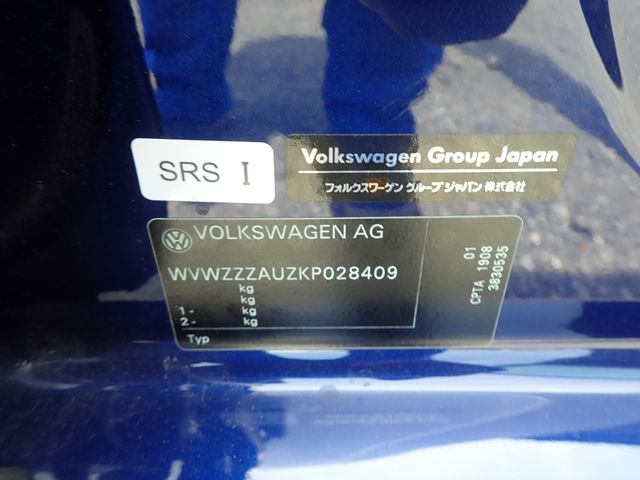 SRS I
Volkswagen Group Japan
フォルクスワーゲン グループ ジャパン 株式会社
VOLKSWAGEN AG
WVWZZZAUZKP028409
kg
kg
1 - kg
2 - kg
Typ
01
CPTA 1908
3830535